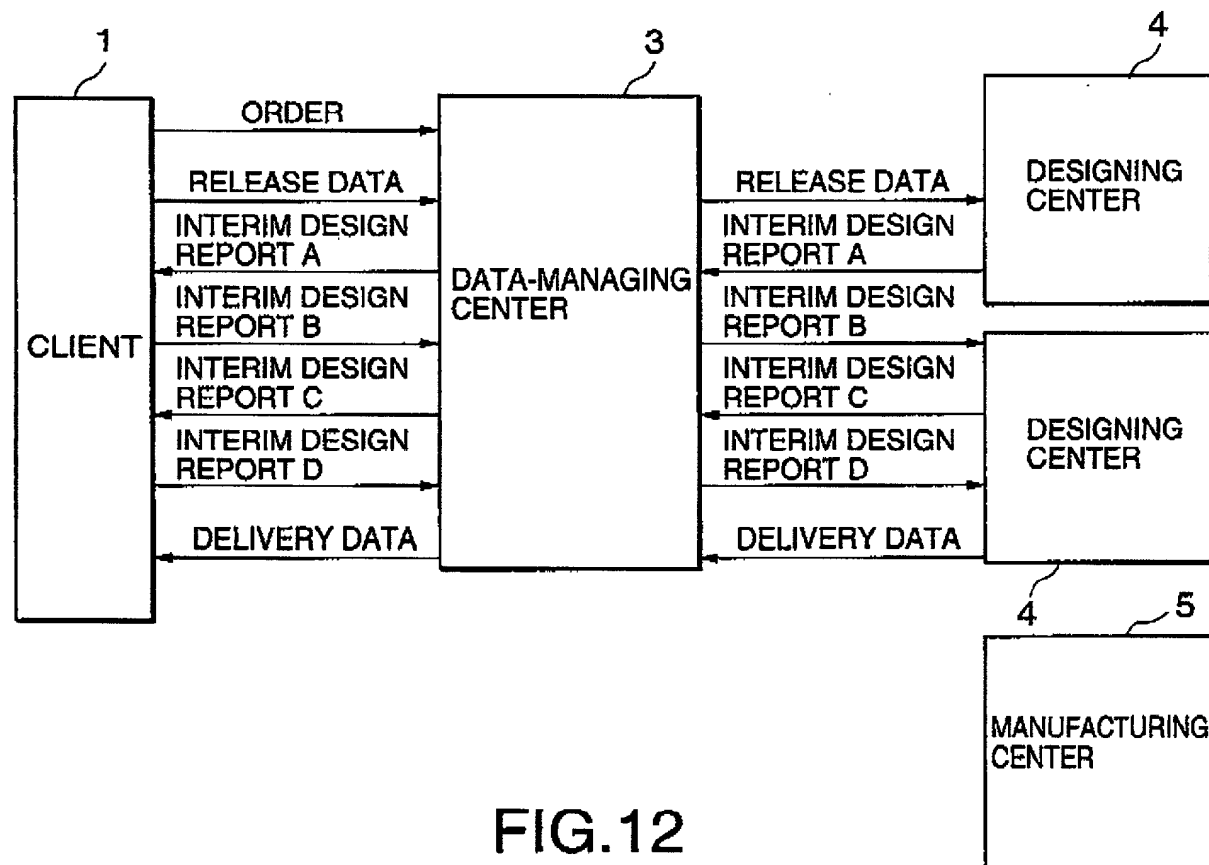 1
3
4
ORDER
RELEASE DATA
INTERIM DESIGN
REPORT A
INTERIM DESIGN
REPORT B
INTERIM DESIGN
REPORT C
INTERIM DESIGN
REPORT D
DELIVERY DATA
CLIENT
DATA-MANAGING
CENTER
RELEASE DATA
INTERIM DESIGN
REPORT A
INTERIM DESIGN
REPORT B
INTERIM DESIGN
REPORT C
INTERIM DESIGN
REPORT D
DELIVERY DATA
DESIGNING
CENTER
DESIGNING
CENTER
4
5
MANUFACTURING
CENTER
FIG.12